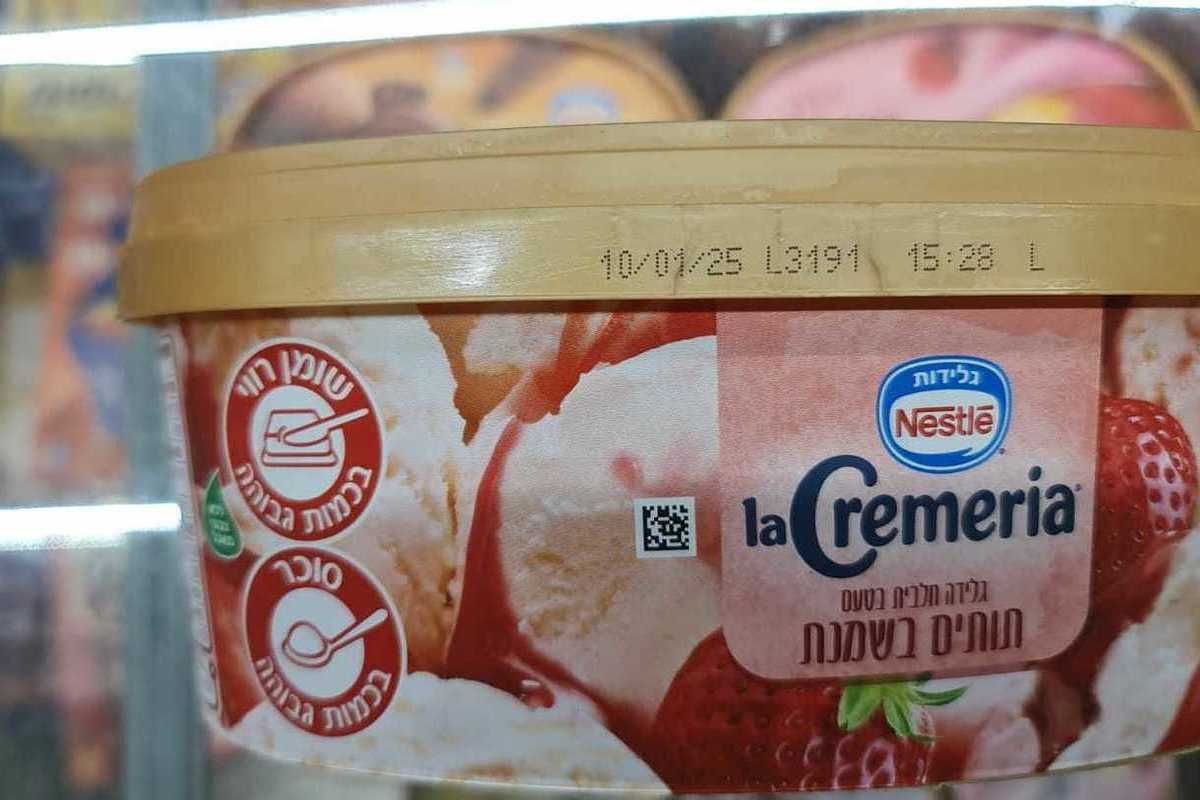 10/01/25 L3191 15:28 L
שומן רווי
בכמות גבוהה
סוכר
בכמות גבוהה
גלידות
Nestlé
la Cremeria
גלידה חלבית בטעם
תותים בשמנת